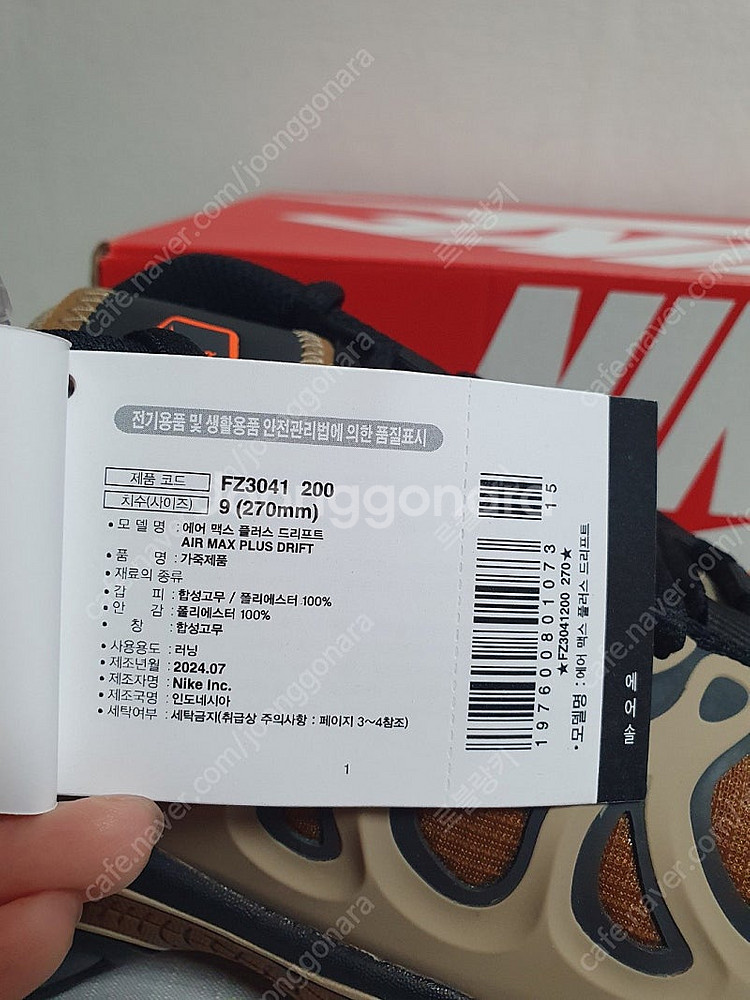 NIKE
전기용품 및 생활용품 안전관리법에 의한 품질표시
제품 코드 FZ3041 200
치수(사이즈) 9 (270mm)
• 모 델 명 : 에어 맥스 플러스 드리프트
AIR MAX PLUS DRIFT
• 품 명 : 가죽제품
• 재료의 종류
• 갑 피 : 합성고무 / 폴리에스터 100%
• 안 감 : 폴리에스터 100%
• 창 : 합성고무
• 사용용도 : 러닝
• 제조년월 : 2024.07
• 제조자명 : Nike Inc.
• 제조국명 : 인도네시아
• 세탁여부 : 세탁금지(취급상 주의사항 : 페이지 3~4참조)
1
197600801073 15
★FZ3041200 270★
• 모델명 : 에어 맥스 플러스 드리프트
에어솔
joonggonara
트블랑키
cafe.naver.com/joonggonara